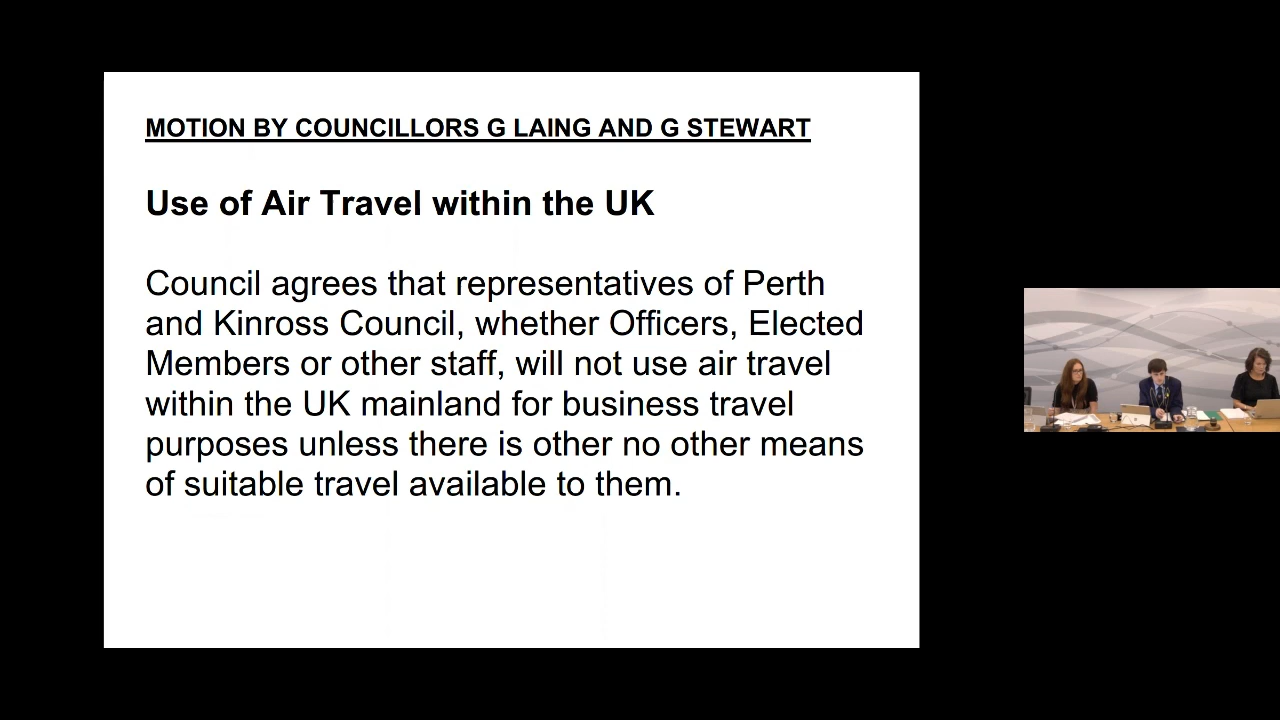 MOTION BY COUNCILLORS G LAING AND G STEWART
Use of Air Travel within the UK
Council agrees that representatives of Perth
and Kinross Council, whether Officers, Elected
Members or other staff, will not use air travel
within the UK mainland for business travel
purposes unless there is other no other means
of suitable travel available to them.